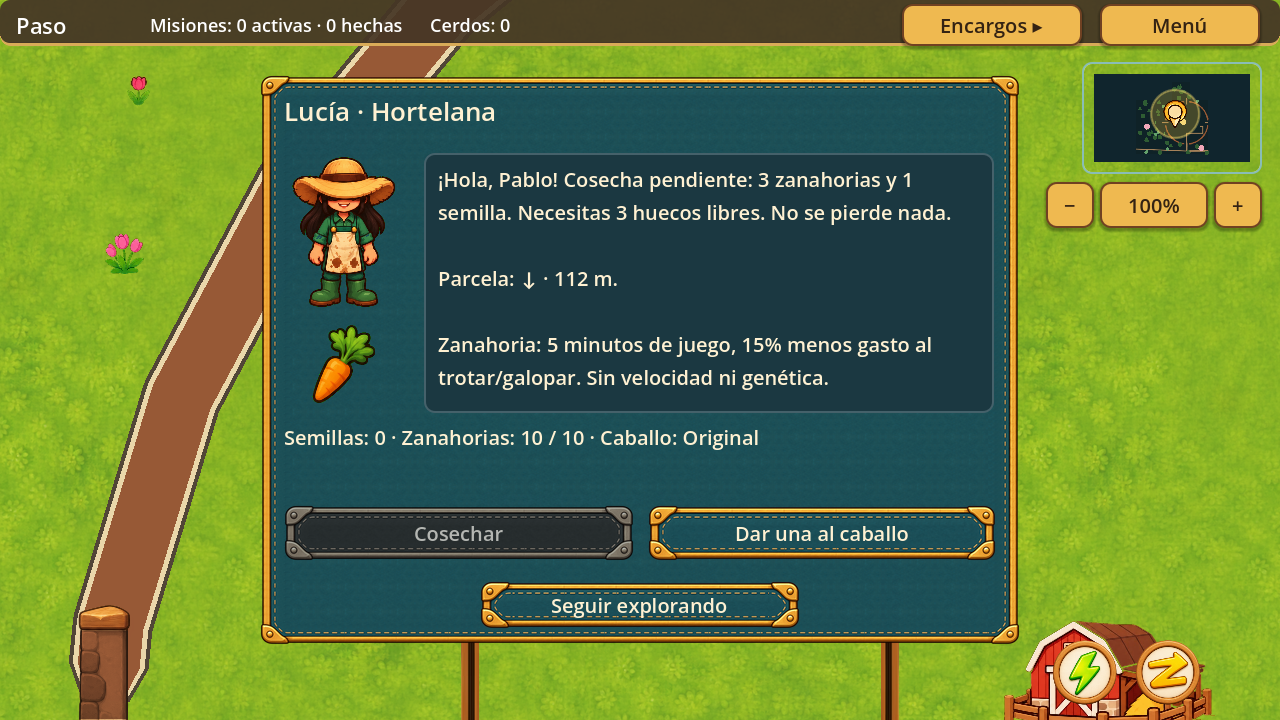 Paso
Misiones: 0 activas · 0 hechas
Cerdos: 0
Encargos ▸
Menú
Lucía · Hortelana
¡Hola, Pablo! Cosecha pendiente: 3 zanahorias y 1
semilla. Necesitas 3 huecos libres. No se pierde nada.
Parcela: ↓ · 112 m.
Zanahoria: 5 minutos de juego, 15% menos gasto al
trotar/galopar. Sin velocidad ni genética.
− 100% +
Semillas: 0 · Zanahorias: 10 / 10 · Caballo: Original
Cosechar
Dar una al caballo
Seguir explorando